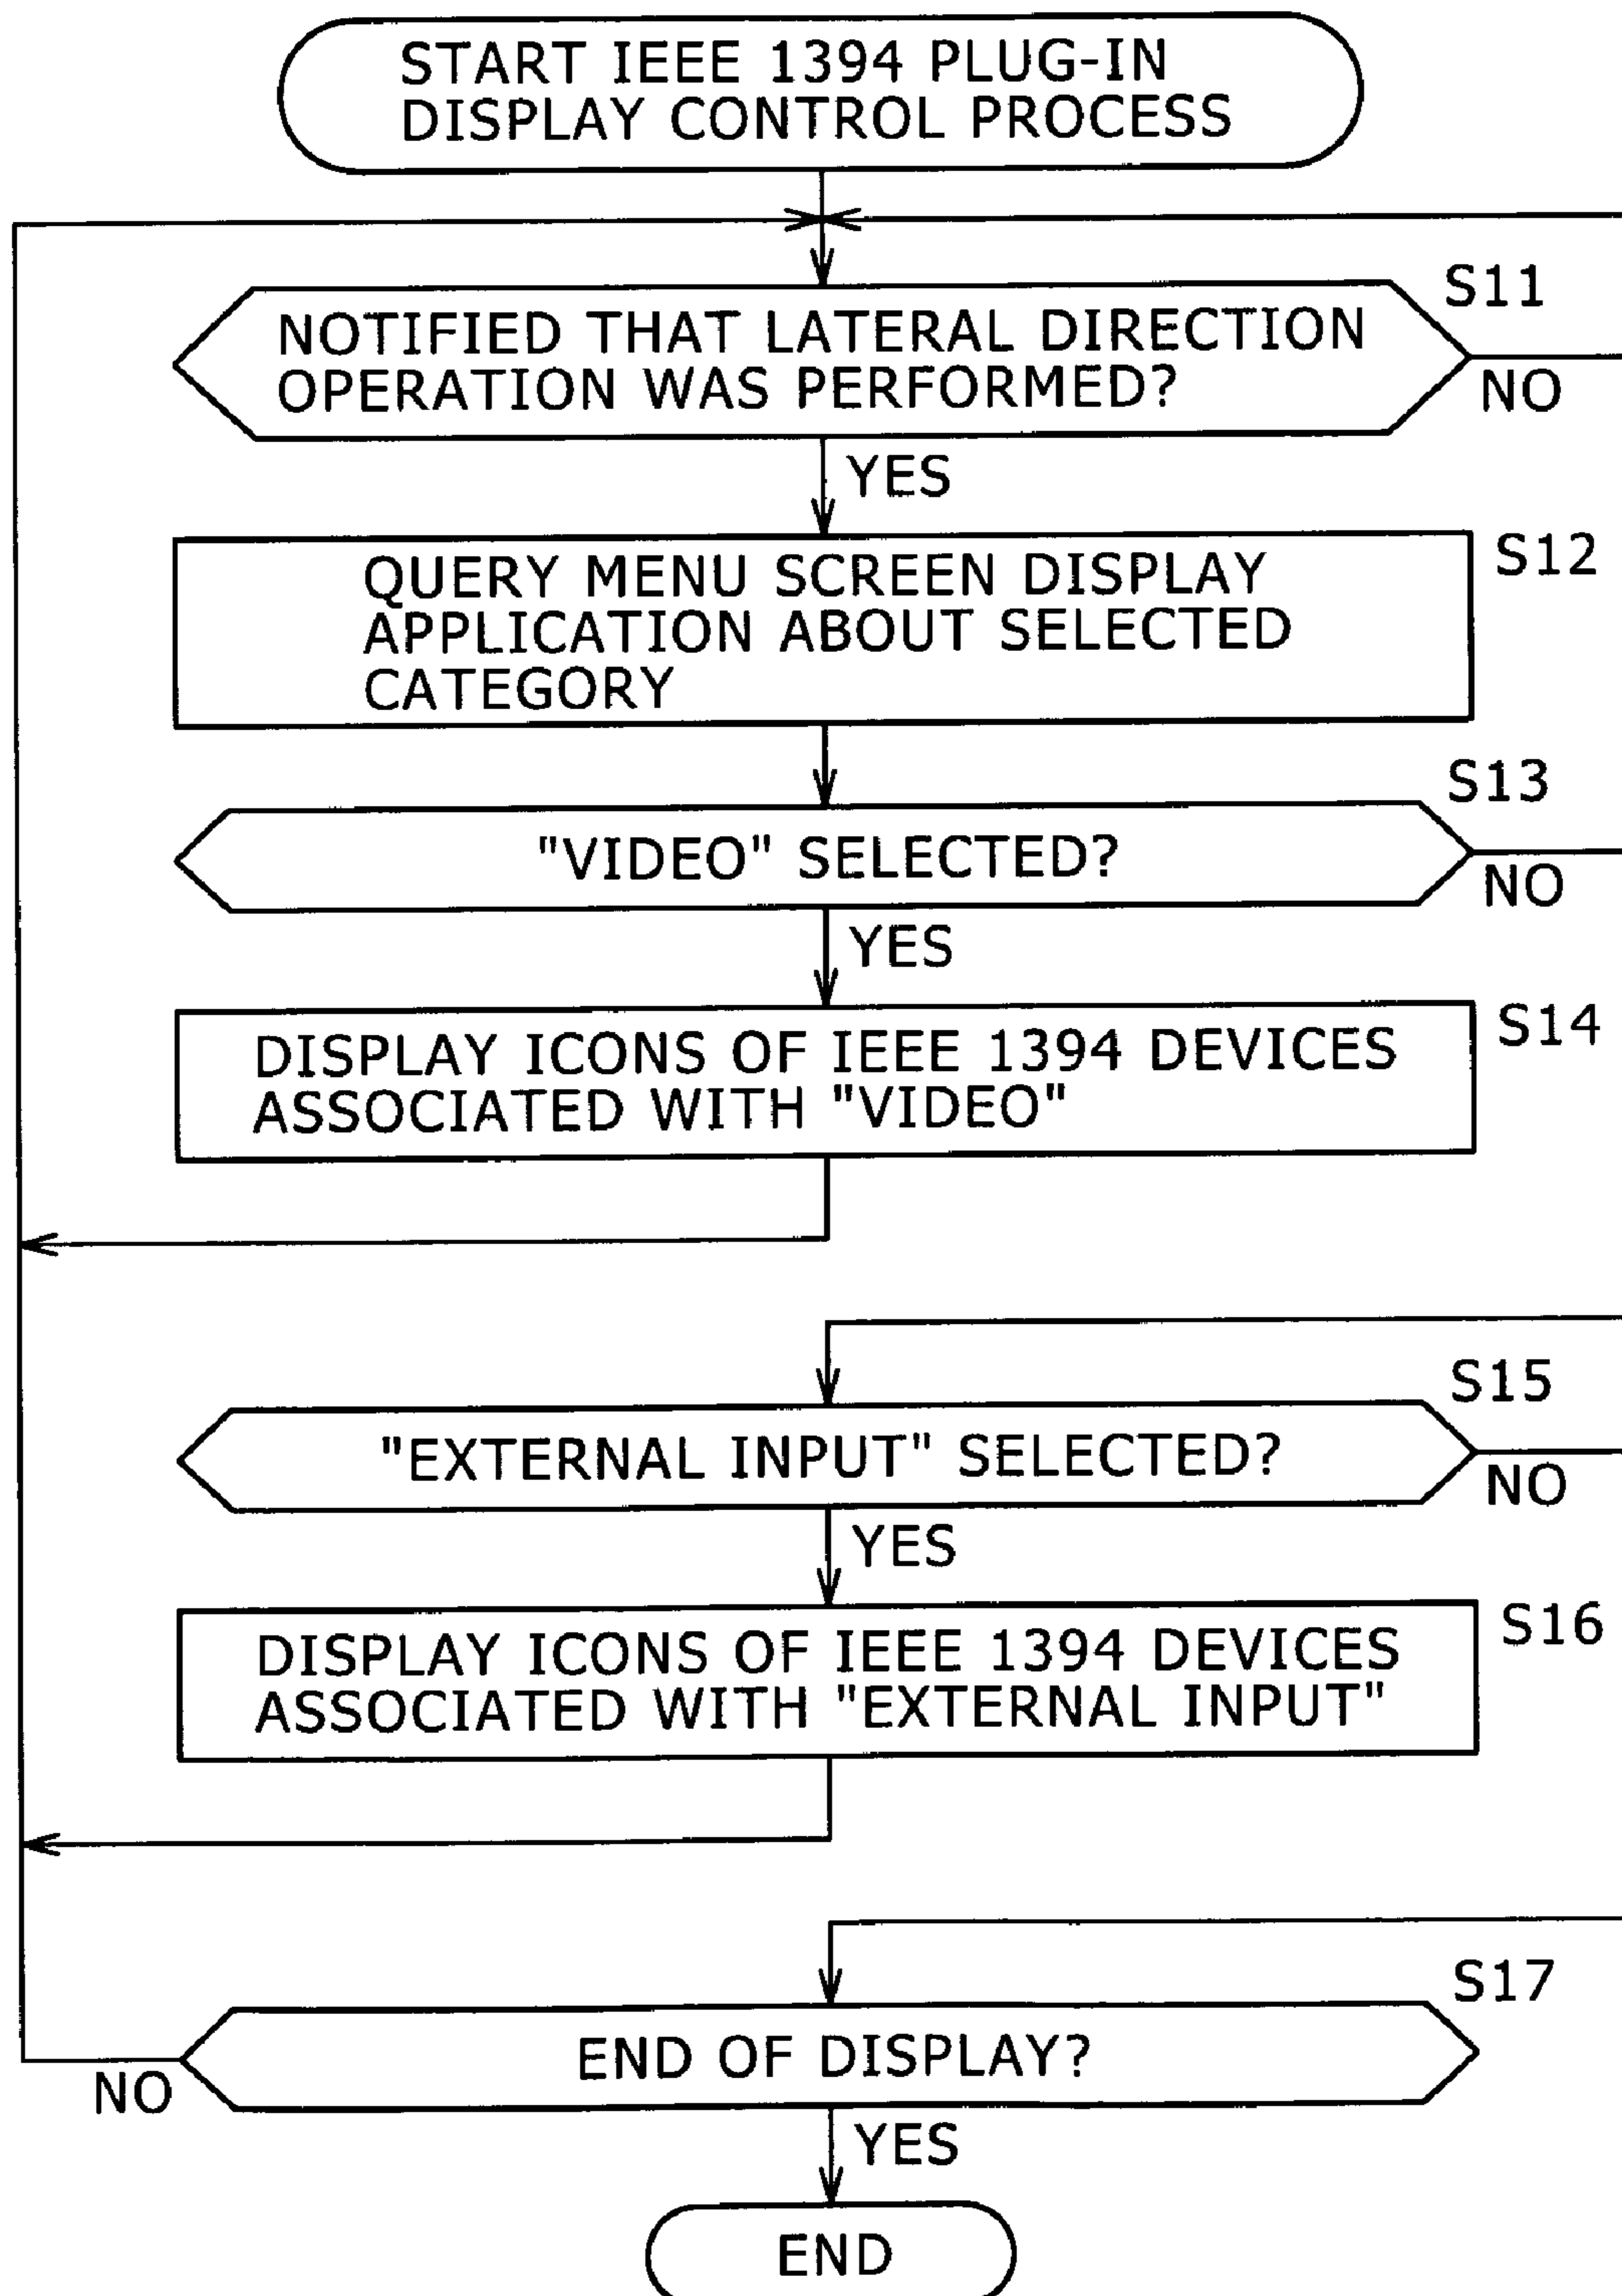 START IEEE 1394 PLUG-IN
DISPLAY CONTROL PROCESS
S11
NOTIFIED THAT LATERAL DIRECTION
OPERATION WAS PERFORMED?
NO
YES
S12
QUERY MENU SCREEN DISPLAY
APPLICATION ABOUT SELECTED
CATEGORY
S13
"VIDEO" SELECTED?
NO
YES
S14
DISPLAY ICONS OF IEEE 1394 DEVICES
ASSOCIATED WITH "VIDEO"
S15
"EXTERNAL INPUT" SELECTED?
NO
YES
S16
DISPLAY ICONS OF IEEE 1394 DEVICES
ASSOCIATED WITH "EXTERNAL INPUT"
S17
END OF DISPLAY?
NO
YES
END